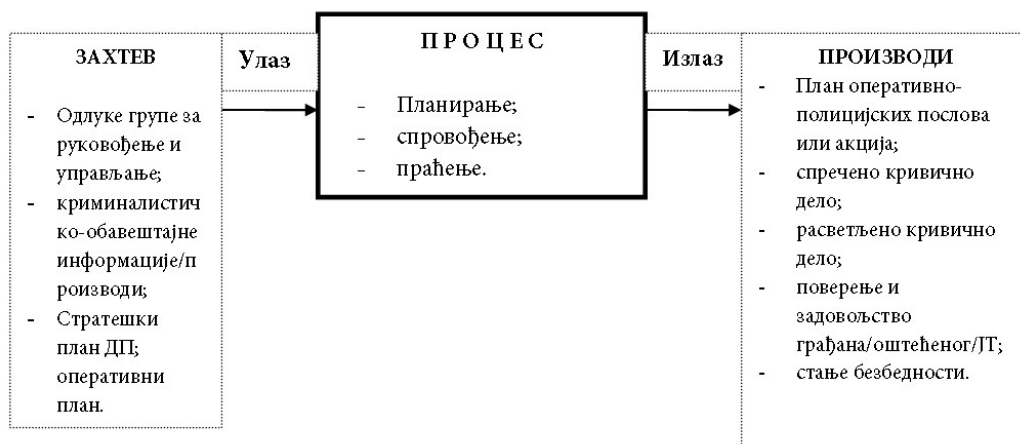 ЗАХТЕВ
- Одлуке групе за
руковођење и
управљање;
- криминалистич
ко-обавештајне
информације/п
роизводи;
- Стратешки
план ДП;
оперативни
план.
Улаз
ПРОЦЕС
- Планирање;
- спровођење;
- праћење.
Излаз
ПРОИЗВОДИ
- План оперативно-
полицијских послова
или акција;
- спречено кривично
дело;
- расветљено кривично
дело;
- поверење и
задовољство
грађана/оштећеног/ЈТ;
- стање безбедности.